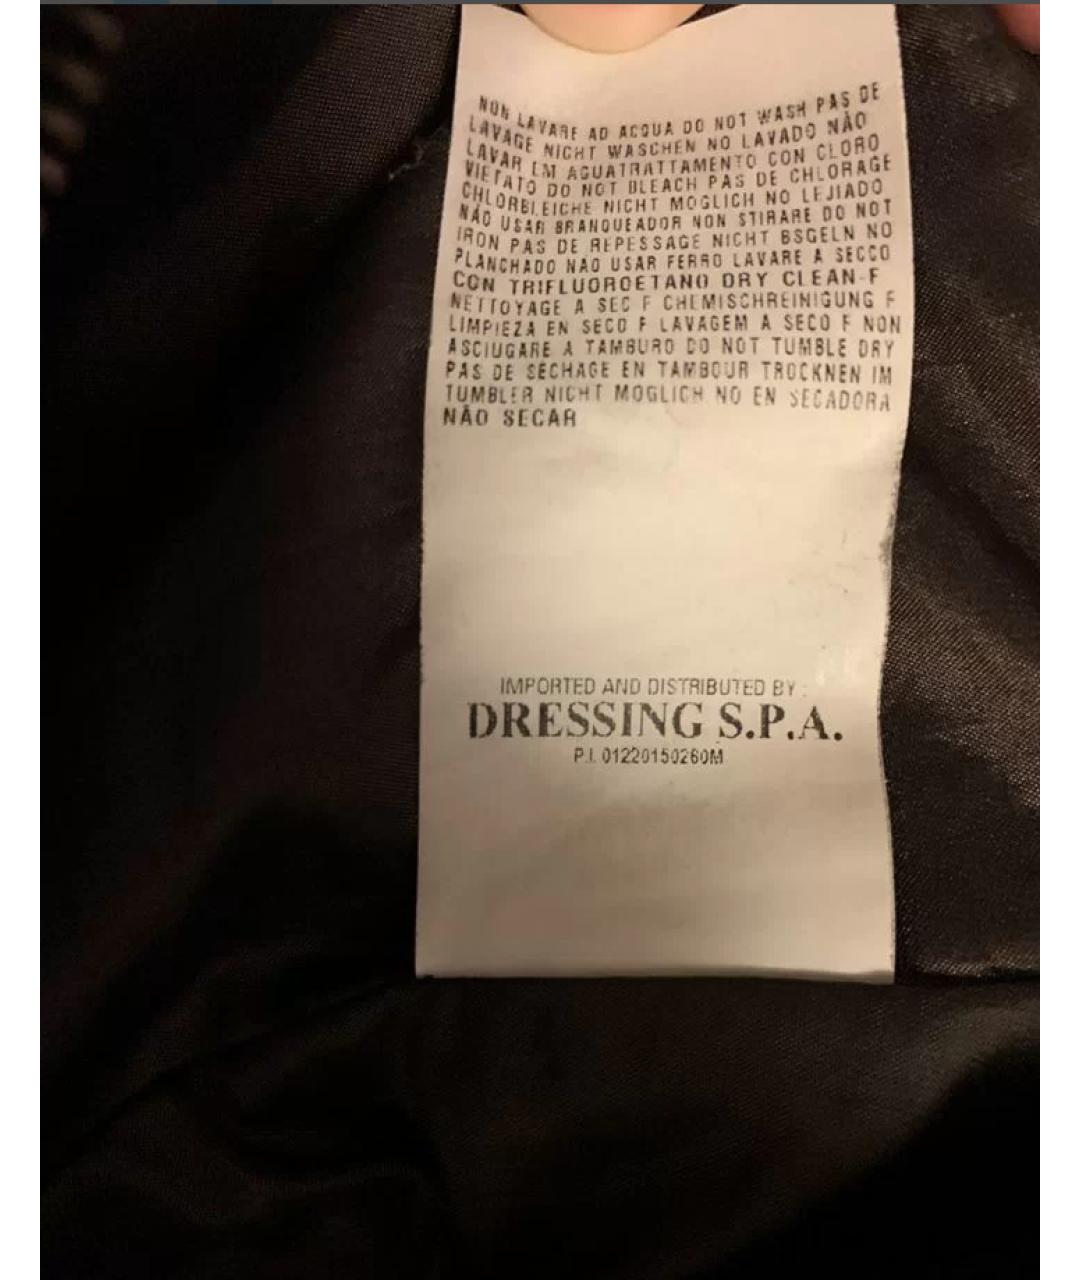 NON LAVARE AD ACQUA DO NOT WASH PAS DE
LAVAGE NICHT WASCHEN NO LAVADO NÃO
LAVAR EM AGUATRATTAMENTO CON CLORO
VIETATO DO NOT BLEACH PAS DE CHLORAGE
CHLORBLEICHE NICHT MOGLICH NO LEJIADO
NÃO USAR BRANQUEADOR NON STIRARE DO NOT
IRON PAS DE REPESSAGE NICHT BSGELN NO
PLANCHADO NAO USAR FERRO LAVARE A SECCO
CON TRIFLUOROETANO DRY CLEAN-F
NETTOYAGE A SEC F CHEMISCHREINIGUNG F
LIMPIEZA EN SECO F LAVAGEM A SECO F NON
ASCIUGARE A TAMBURO DO NOT TUMBLE DRY
PAS DE SECHAGE EN TAMBOUR TROCKNEN IM
TUMBLER NICHT MOGLICH NO EN SECADORA
NÃO SECAR
IMPORTED AND DISTRIBUTED BY :
DRESSING S.P.A.
P.I. 01220150260M